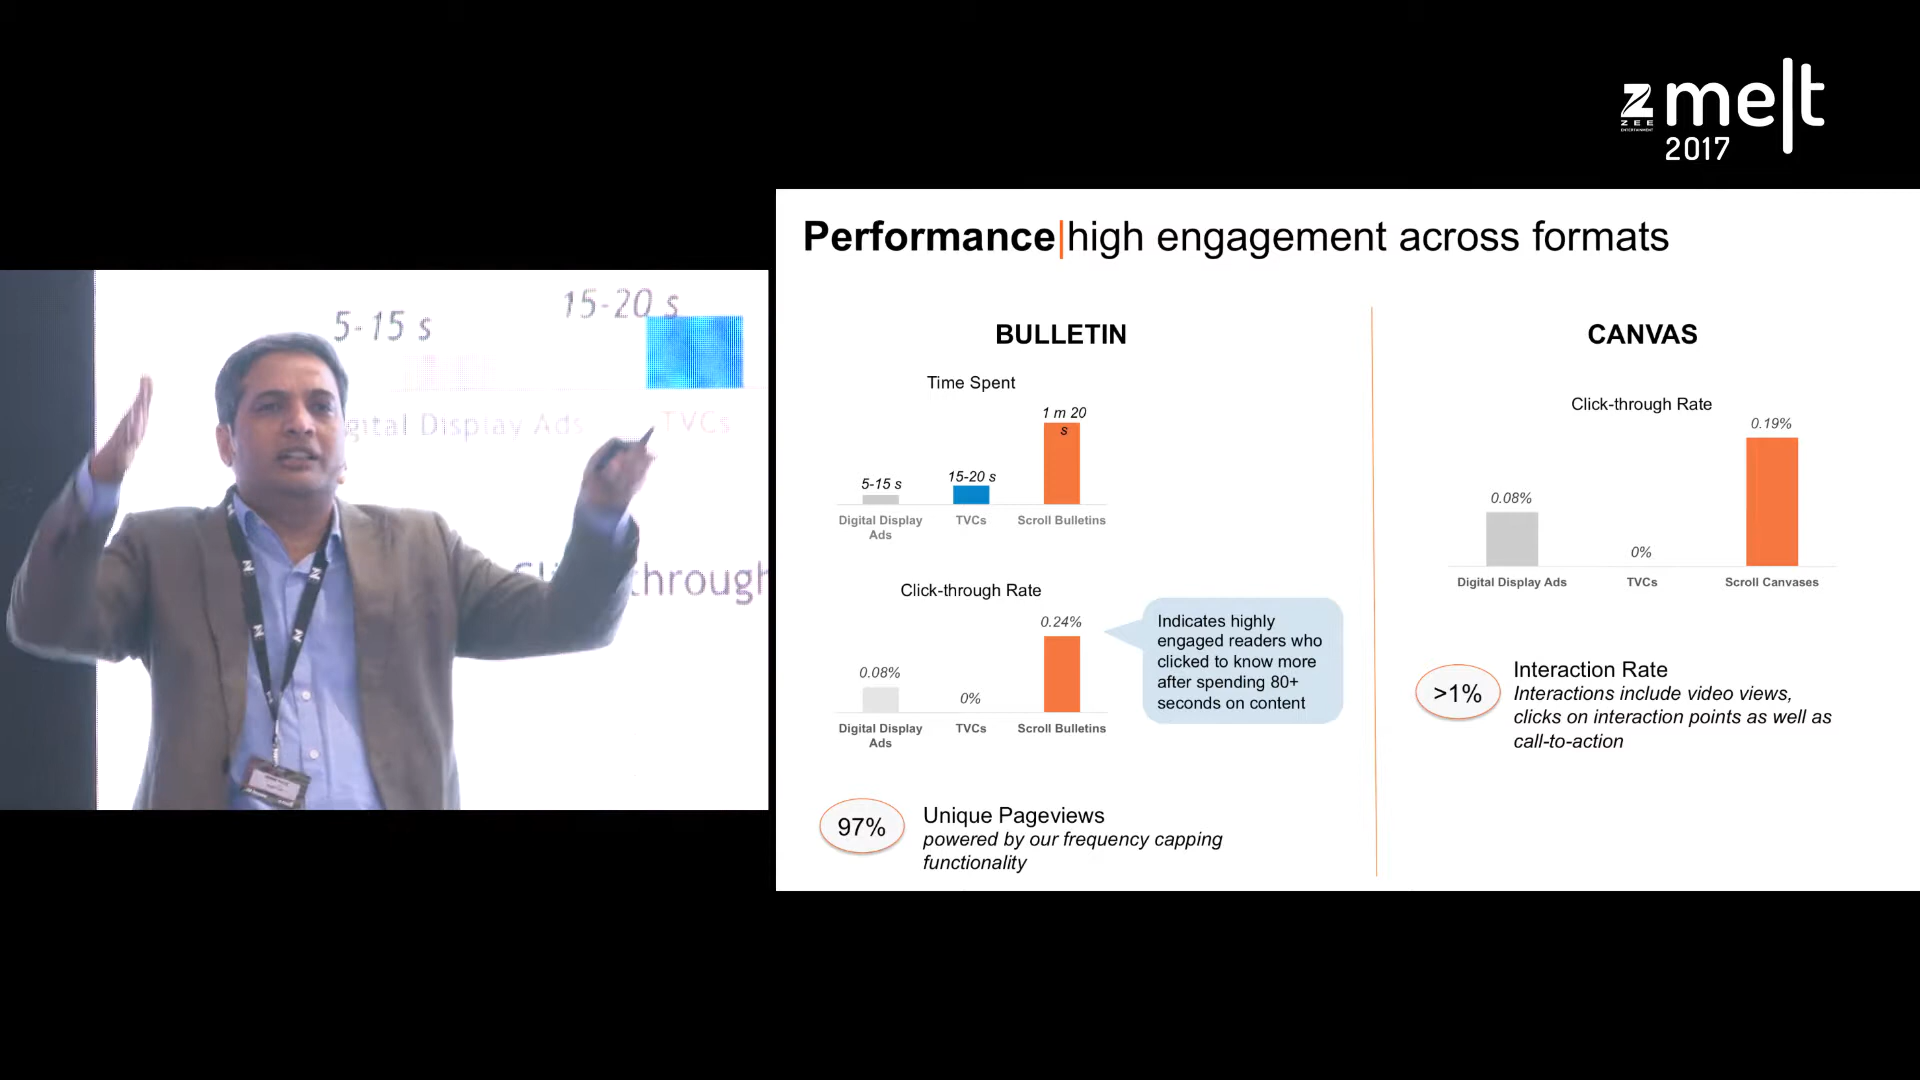 ZEE
ENTERTAINMENT
melt
2017
5-15 s
15-20 s
Digital Display Ads
TVCs
Click-through
Performance|high engagement across formats
BULLETIN
Time Spent
1 m 20
s
5-15 s
15-20 s
Digital Display
Ads
TVCs
Scroll Bulletins
Click-through Rate
0.24%
0.08%
0%
Digital Display
Ads
TVCs
Scroll Bulletins
Indicates highly
engaged readers who
clicked to know more
after spending 80+
seconds on content
97%
Unique Pageviews
powered by our frequency capping
functionality
CANVAS
Click-through Rate
0.19%
0.08%
0%
Digital Display Ads
TVCs
Scroll Canvases
>1%
Interaction Rate
Interactions include video views,
clicks on interaction points as well as
call-to-action